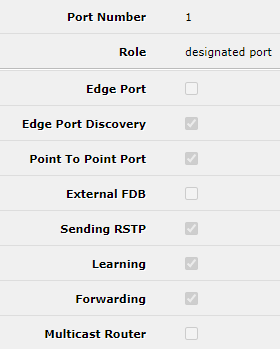 Port Number 1
Role designated port
Edge Port
Edge Port Discovery
Point To Point Port
External FDB
Sending RSTP
Learning
Forwarding
Multicast Router